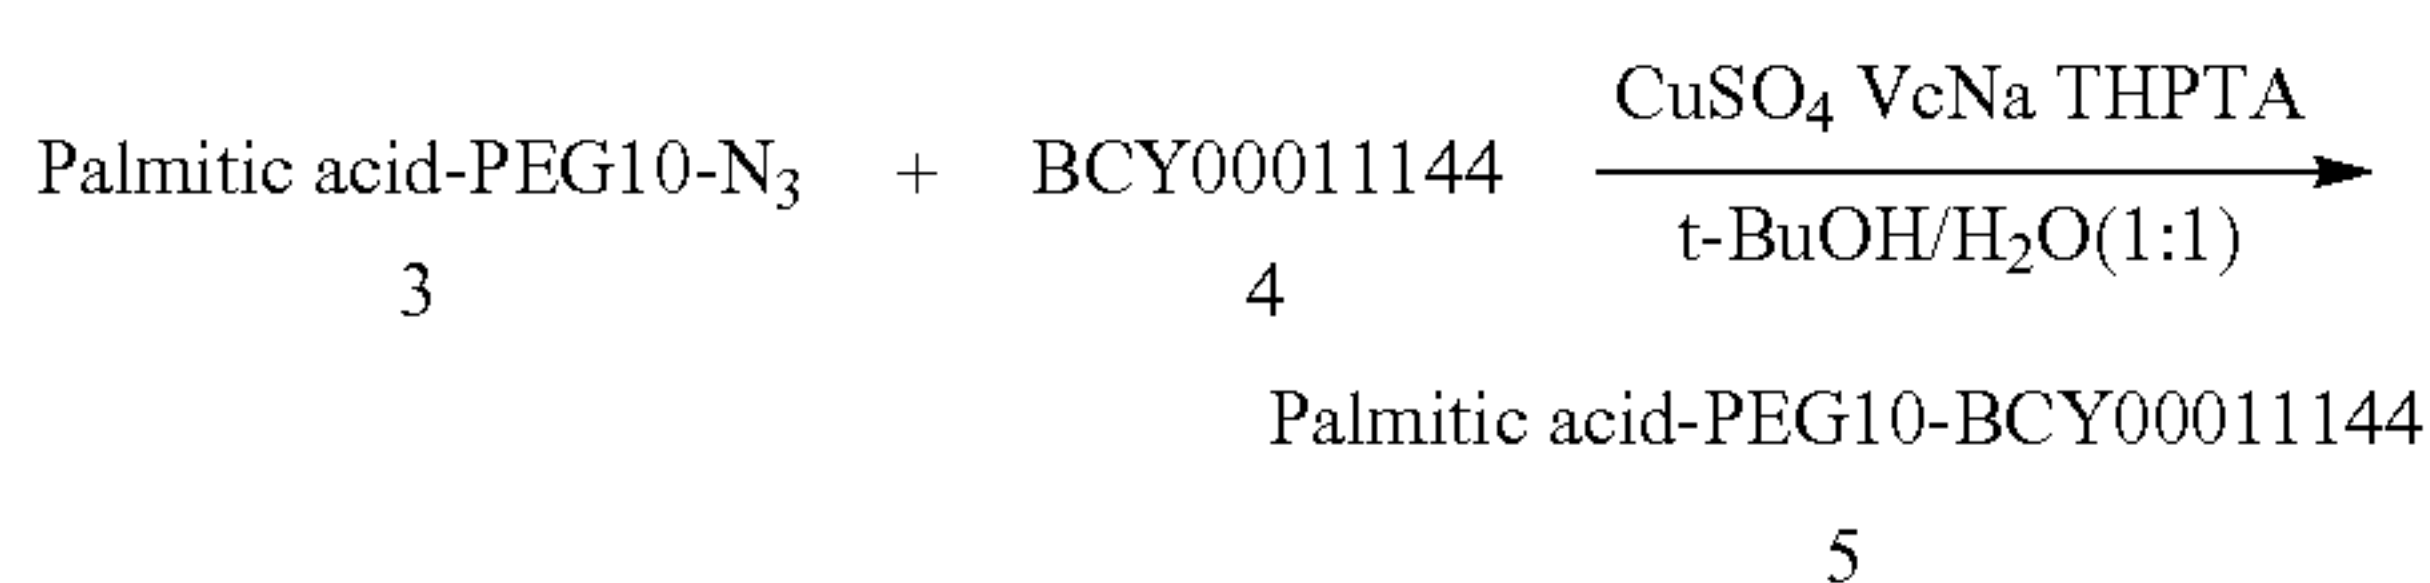 CuSO4 VcNa THPTA
Palmitic acid-PEG10-N3 + BCY00011144
t-BuOH/H2O(1:1)
3 4
Palmitic acid-PEG10-BCY00011144
5